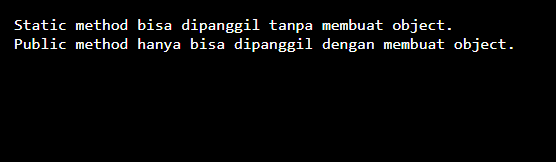 Static method bisa dipanggil tanpa membuat object.
Public method hanya bisa dipanggil dengan membuat object.